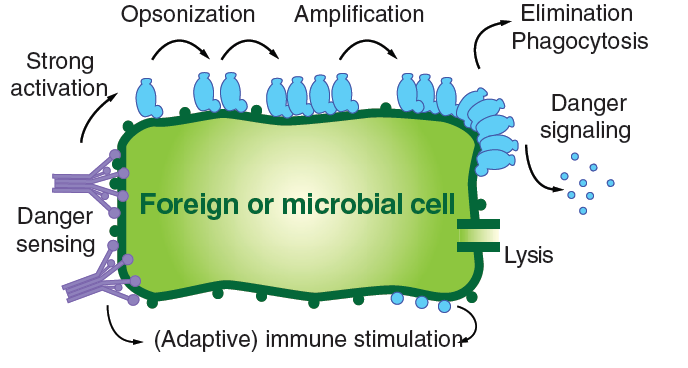 Opsonization
Amplification
Elimination
Phagocytosis
Strong
activation
Danger
signaling
Foreign or microbial cell
Danger
sensing
Lysis
(Adaptive) immune stimulation